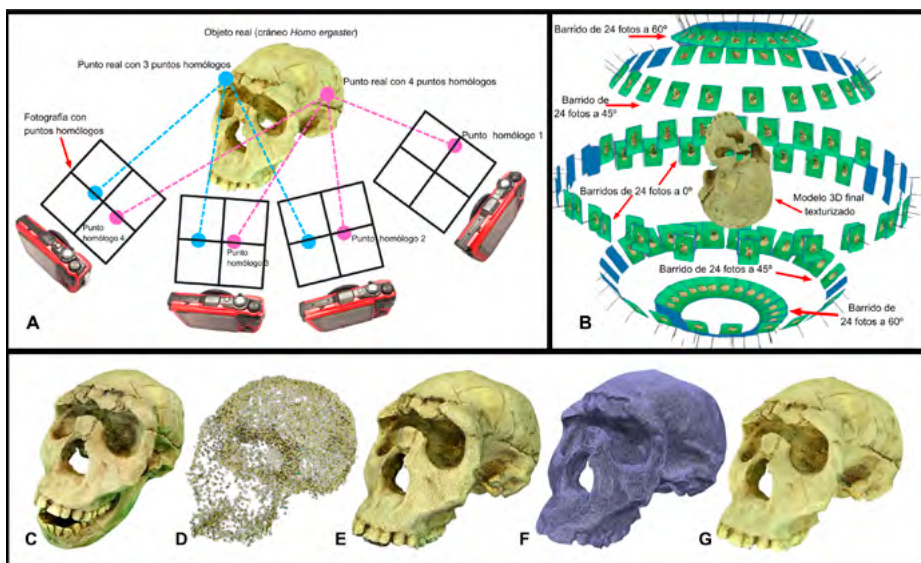 Objeto real (cráneo Homo ergaster)
Punto real con 3 puntos homólogos
Punto real con 4 puntos homólogos
Fotografía con
puntos homólogos
Punto
homólogo 1
Punto
homólogo 4
Punto
homólogo 3
Punto
homólogo 2
A
Barrido de 24 fotos a 60º
Barrido de
24 fotos a 45º
Barridos de 24 fotos a 0º
Modelo 3D final
texturizado
Barrido de 24 fotos a 45º
Barrido de
24 fotos a 60º
B
C
D
E
F
G